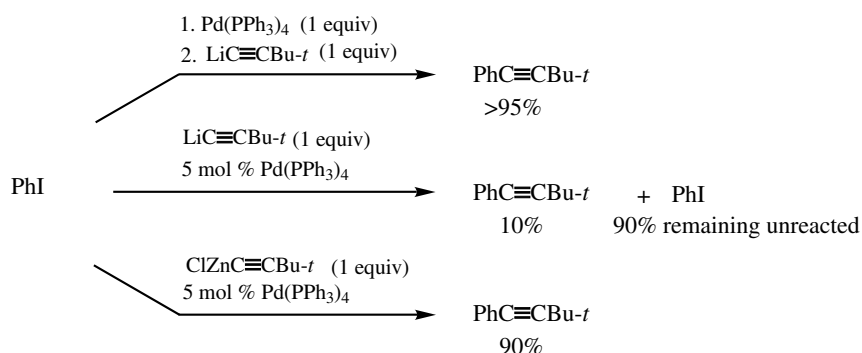 1. Pd(PPh3)4 (1 equiv)
2. LiC≡CBu-t (1 equiv)
PhC≡CBu-t
>95%
PhI
LiC≡CBu-t (1 equiv)
5 mol % Pd(PPh3)4
PhC≡CBu-t + PhI
10% 90% remaining unreacted
ClZnC≡CBu-t (1 equiv)
5 mol % Pd(PPh3)4
PhC≡CBu-t
90%